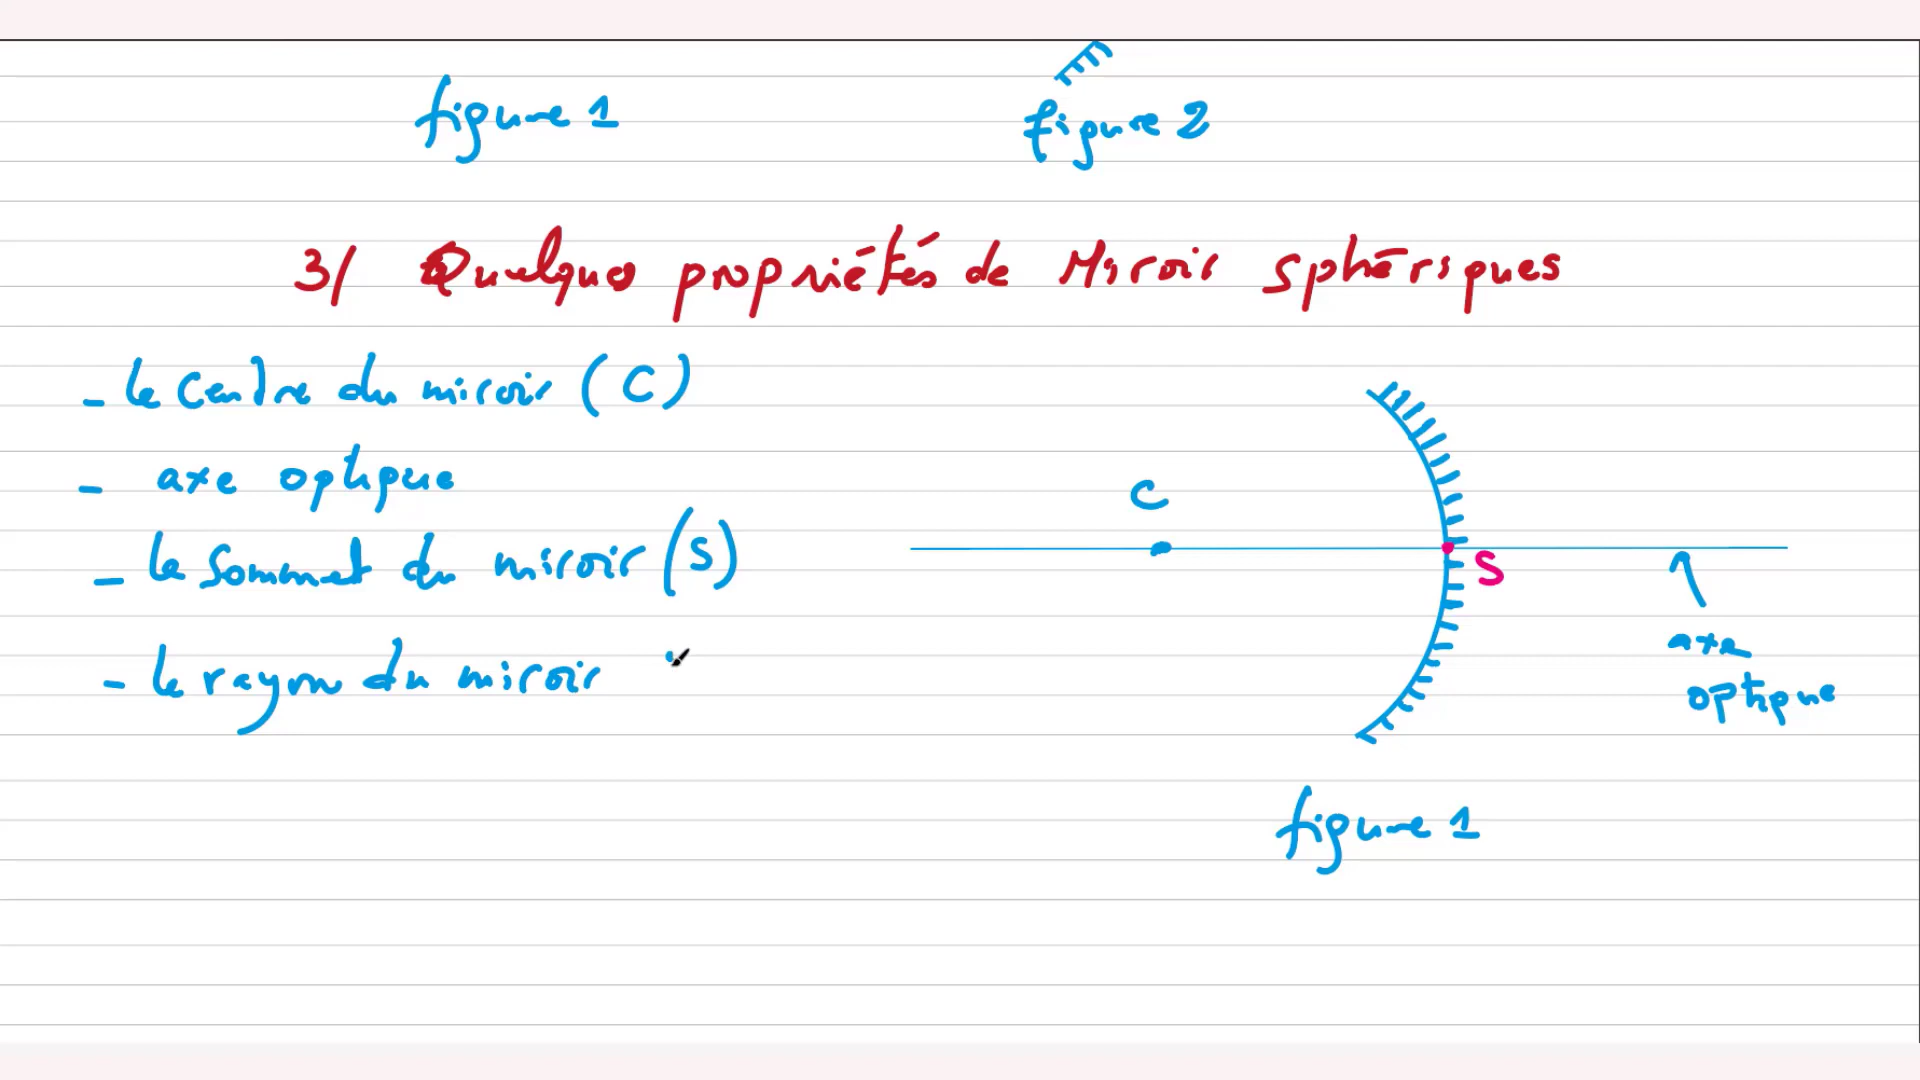 figure 1
figure 2
3/ Quelques propriétés de Miroir sphériques
- le Centre du miroir (C)
- axe optique
- le Sommet du miroir (S)
- le rayon du miroir
C
S
axe
optique
figure 1